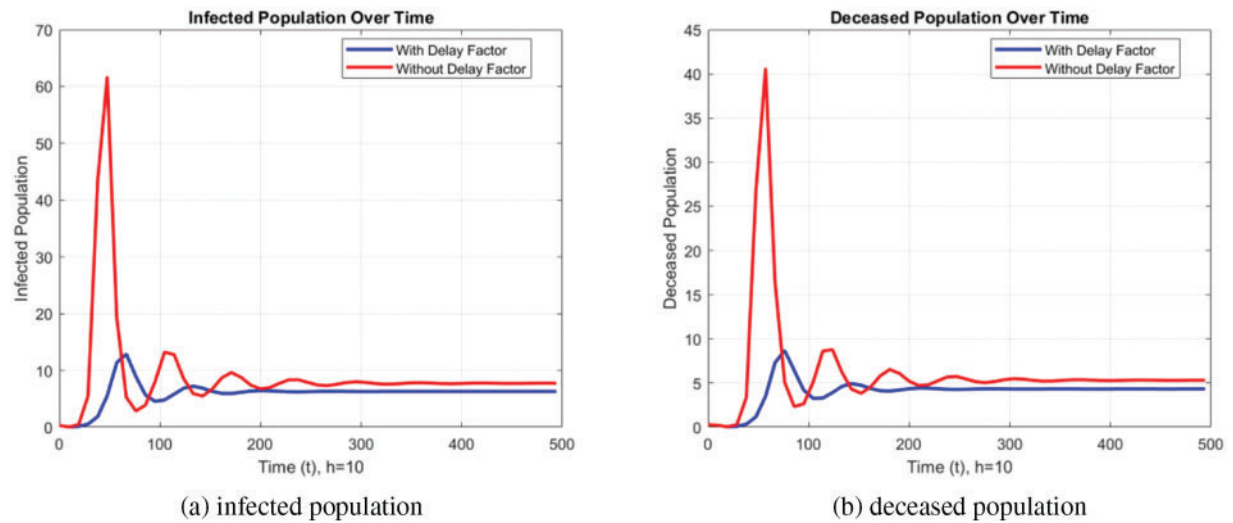 Infected Population Over Time
70
60
50
40
30
20
10
0
Infected Population
With Delay Factor
Without Delay Factor
0 100 200 300 400 500
Time (t), h=10
(a) infected population
Deceased Population Over Time
45
40
35
30
25
20
15
10
5
0
Deceased Population
With Delay Factor
Without Delay Factor
0 100 200 300 400 500
Time (t), h=10
(b) deceased population